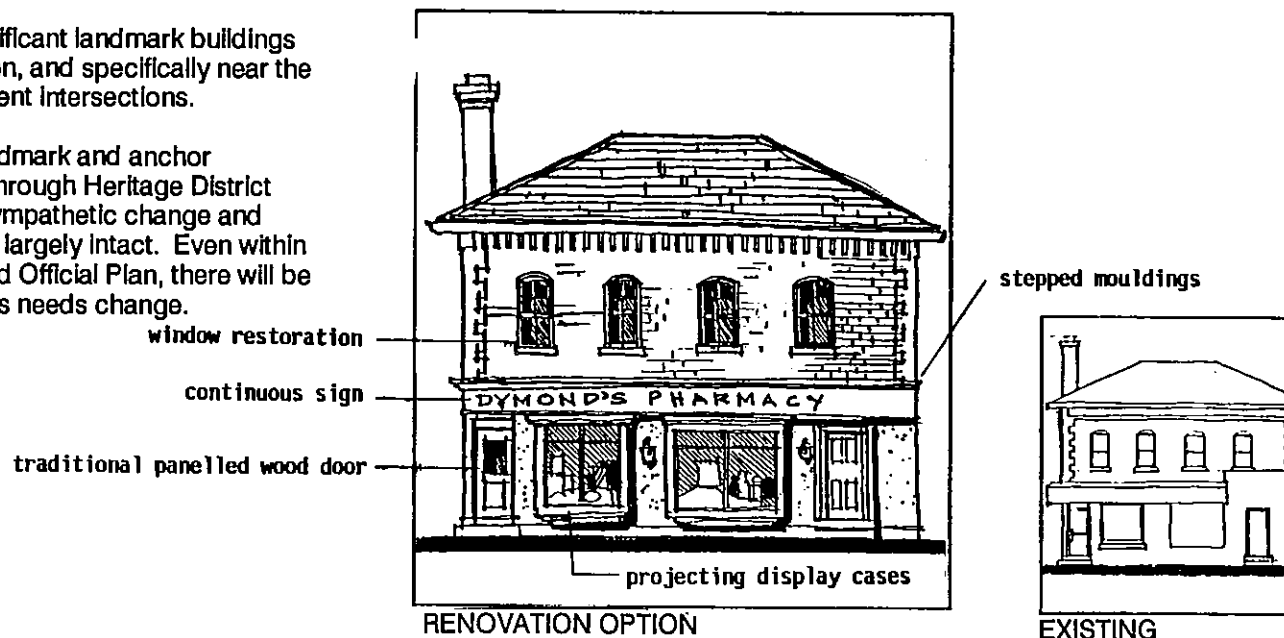 ificant landmark buildings
on, and specifically near the
ent intersections.
dmark and anchor
hrough Heritage District
ympathetic change and
largely intact. Even within
d Official Plan, there will be
s needs change.
window restoration
continuous sign
traditional panelled wood door
stepped mouldings
DYMOND'S PHARMACY
projecting display cases
RENOVATION OPTION
EXISTING